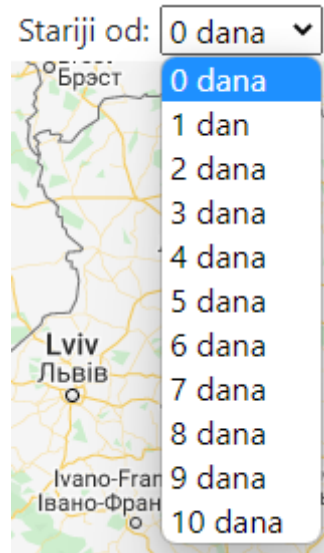 Stariji od: 0 dana
Брэст
0 dana
1 dan
2 dana
3 dana
4 dana
5 dana
6 dana
7 dana
8 dana
9 dana
10 dana
Lviv
Львів
Ivano-Fran
Івано-Фран